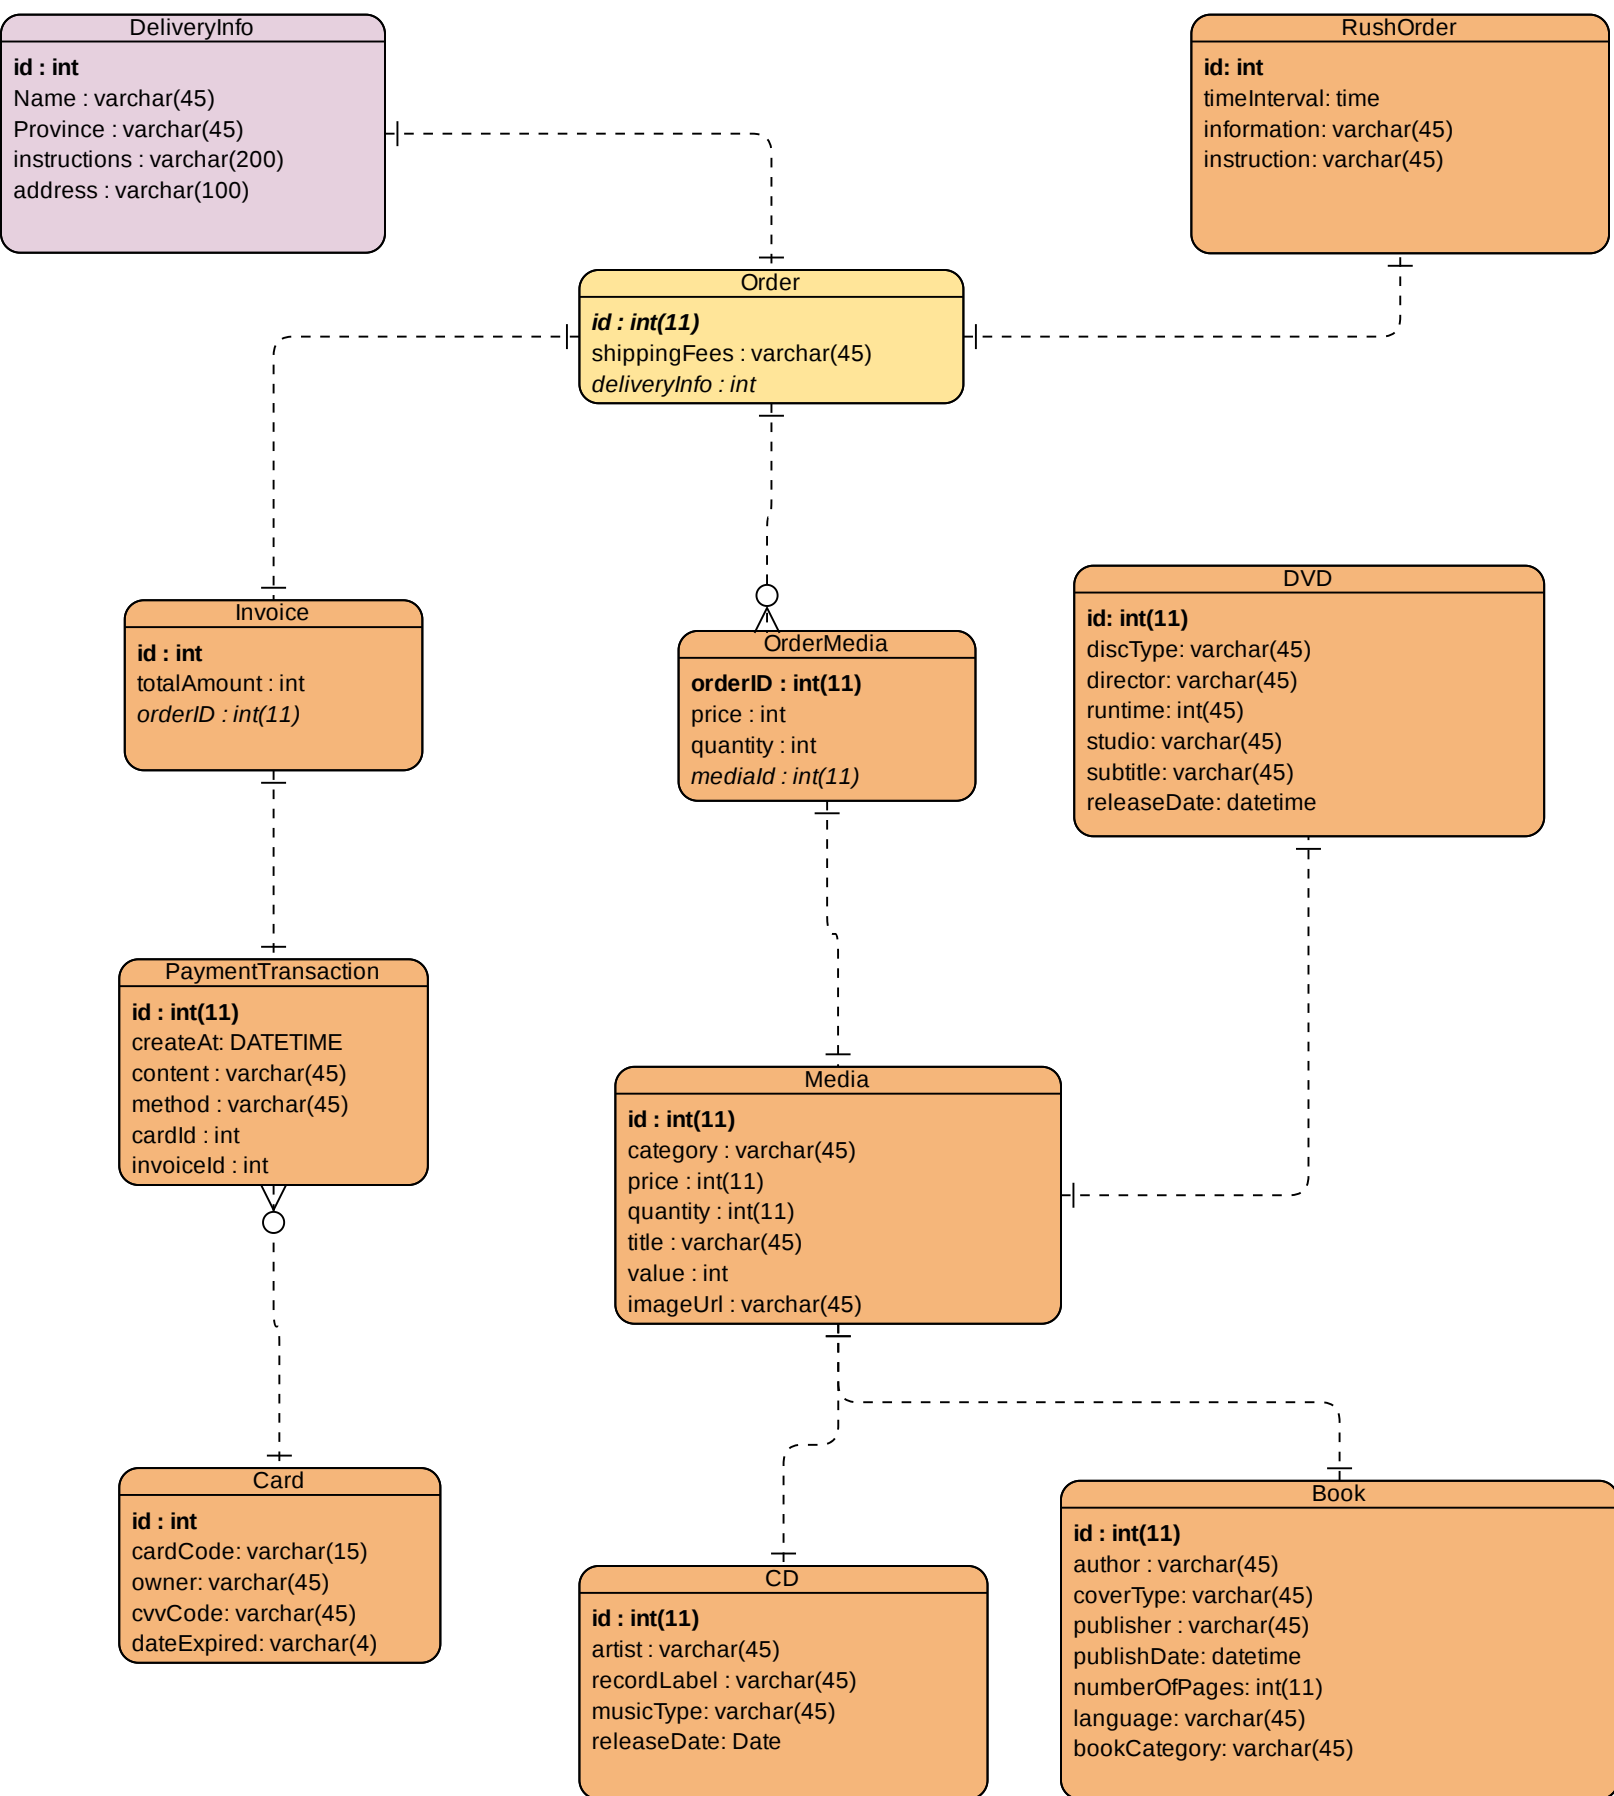 DeliveryInfo
id : int
Name : varchar(45)
Province : varchar(45)
instructions : varchar(200)
address : varchar(100)
RushOrder
id: int
timeInterval: time
information: varchar(45)
instruction: varchar(45)
Order
id : int(11)
shippingFees : varchar(45)
deliveryInfo : int
Invoice
id : int
totalAmount : int
orderID : int(11)
OrderMedia
orderID : int(11)
price : int
quantity : int
mediaId : int(11)
DVD
id: int(11)
discType: varchar(45)
director: varchar(45)
runtime: int(45)
studio: varchar(45)
subtitle: varchar(45)
releaseDate: datetime
PaymentTransaction
id : int(11)
createAt: DATETIME
content : varchar(45)
method : varchar(45)
cardId : int
invoiceId : int
Media
id : int(11)
category : varchar(45)
price : int(11)
quantity : int(11)
title : varchar(45)
value : int
imageUrl : varchar(45)
Card
id : int
cardCode: varchar(15)
owner: varchar(45)
cvvCode: varchar(45)
dateExpired: varchar(4)
CD
id : int(11)
artist : varchar(45)
recordLabel : varchar(45)
musicType: varchar(45)
releaseDate: Date
Book
id : int(11)
author : varchar(45)
coverType: varchar(45)
publisher : varchar(45)
publishDate: datetime
numberOfPages: int(11)
language: varchar(45)
bookCategory: varchar(45)